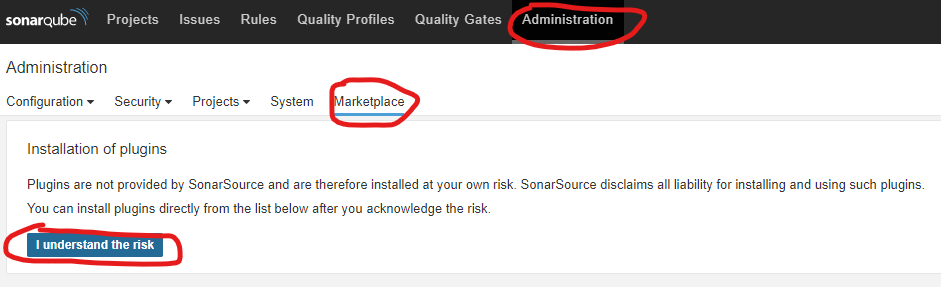 sonarqube Projects Issues Rules Quality Profiles Quality Gates Administration
Administration
Configuration Security Projects System Marketplace
Installation of plugins
Plugins are not provided by SonarSource and are therefore installed at your own risk. SonarSource disclaims all liability for installing and using such plugins.
You can install plugins directly from the list below after you acknowledge the risk.
I understand the risk